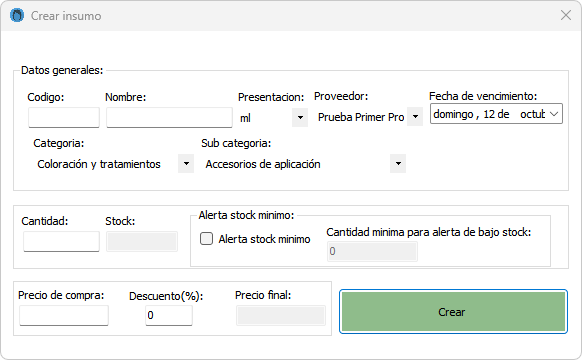 Crear insumo
Datos generales:
Codigo: Nombre: Presentacion: Proveedor: Fecha de vencimiento:
ml Prueba Primer Pro domingo , 12 de octub
Categoria: Sub categoria:
Coloración y tratamientos Accesorios de aplicación
Alerta stock minimo:
Cantidad: Stock: Alerta stock minimo Cantidad minima para alerta de bajo stock:
0
Precio de compra: Descuento(%): Precio final:
0
Crear